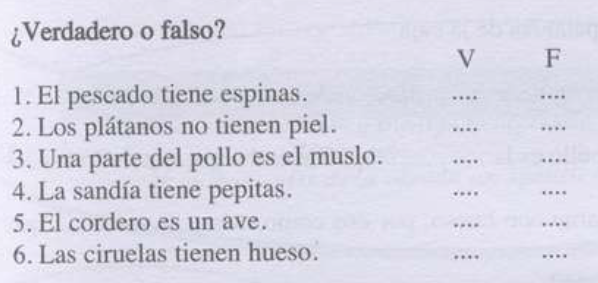 ¿Verdadero o falso?
V F
1. El pescado tiene espinas. .... ....
2. Los plátanos no tienen piel. .... ....
3. Una parte del pollo es el muslo. .... ....
4. La sandía tiene pepitas. .... ....
5. El cordero es un ave. .... ....
6. Las ciruelas tienen hueso. .... ....